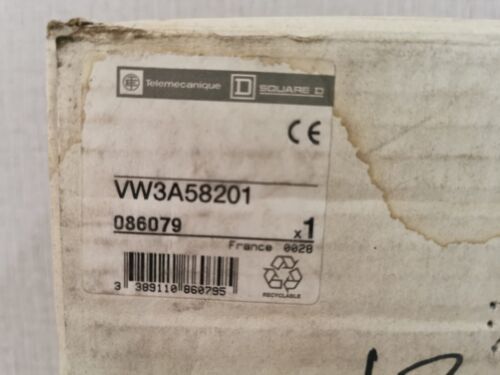 Telemecanique D SQUARE D
CE
VW3A58201
086079 x1
France 0028
3 389110 860795
RECYCLABLE